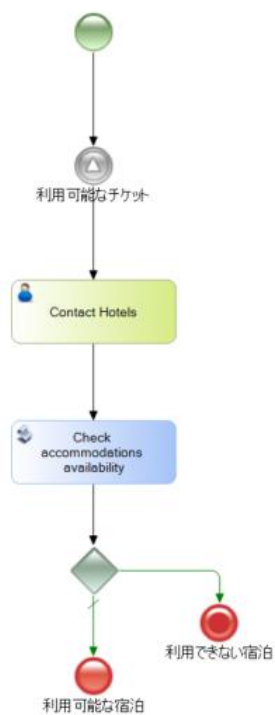 利用可能なチケット
Contact Hotels
Check
accommodations
availability
利用できない宿泊
利用可能な宿泊